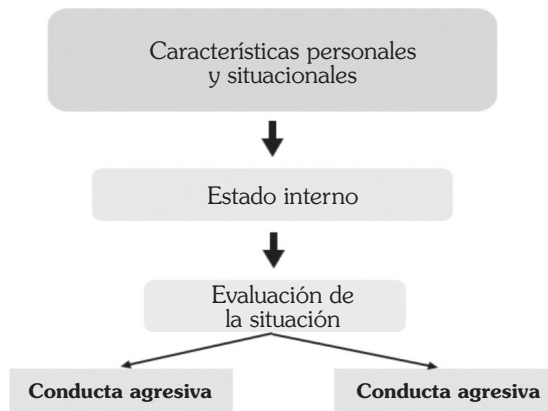 Características personales
y situacionales
Estado interno
Evaluación de
la situación
Conducta agresiva
Conducta agresiva